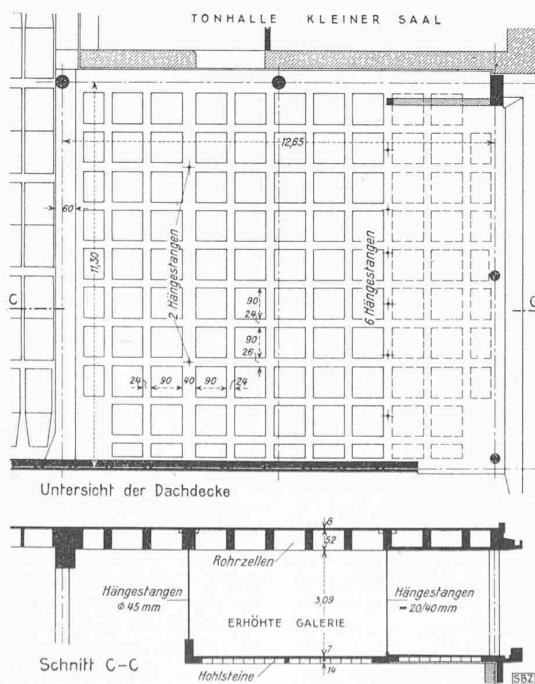 TONHALLE KLEINER SAAL
12,65
60
11,30
2 Hängestangen
6 Hängestangen
C
C
90
24
90
26
24 90 40 90 24
Untersicht der Dachdecke
8
52
Rohrzellen
Hängestangen
Φ 45 mm
3,09
Hängestangen
= 20/40 mm
ERHÖHTE GALERIE
7
14
Schnitt C-C
Hohlsteine
SBZ